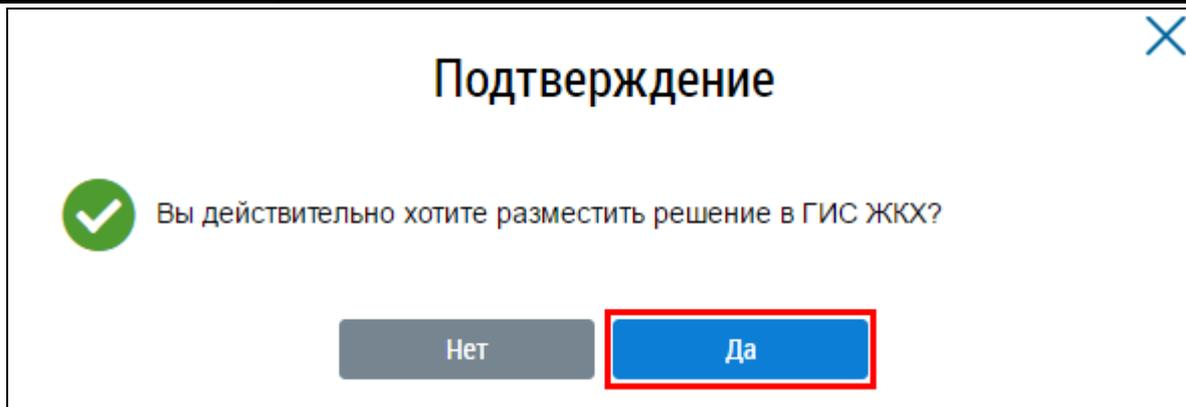 Подтверждение
Вы действительно хотите разместить решение в ГИС ЖКХ?
Нет
Да